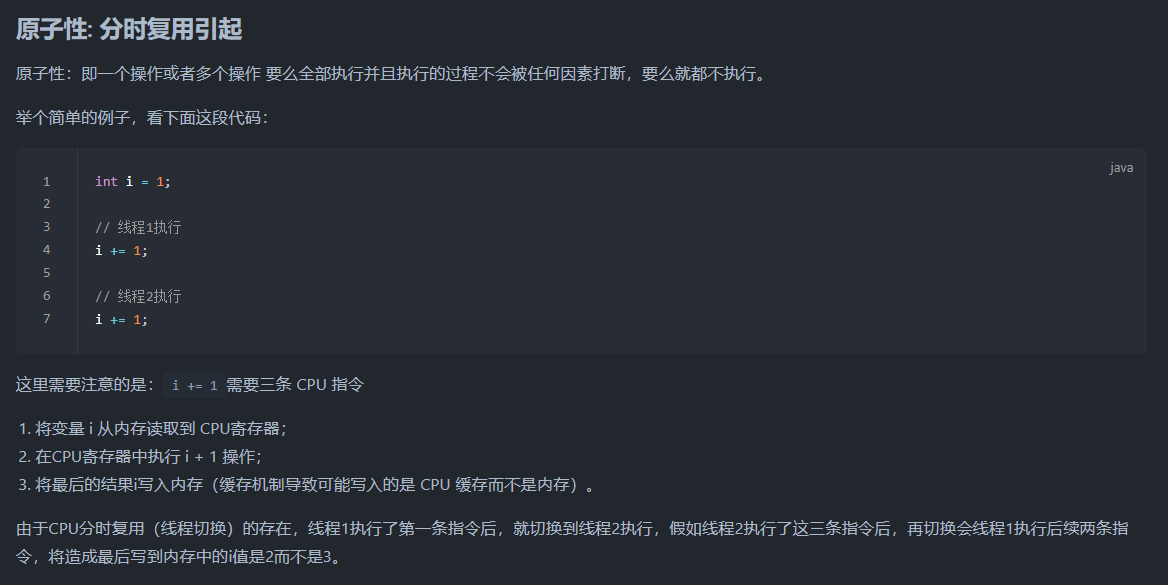 原子性: 分时复用引起
原子性：即一个操作或者多个操作 要么全部执行并且执行的过程不会被任何因素打断，要么就都不执行。
举个简单的例子，看下面这段代码：
java
1 int i = 1;
2
3 // 线程1执行
4 i += 1;
5
6 // 线程2执行
7 i += 1;
这里需要注意的是： i += 1 需要三条 CPU 指令
1. 将变量 i 从内存读取到 CPU寄存器；
2. 在CPU寄存器中执行 i + 1 操作；
3. 将最后的结果i写入内存（缓存机制导致可能写入的是 CPU 缓存而不是内存）。
由于CPU分时复用（线程切换）的存在，线程1执行了第一条指令后，就切换到线程2执行，假如线程2执行了这三条指令后，再切换会线程1执行后续两条指
令，将造成最后写到内存中的i值是2而不是3。